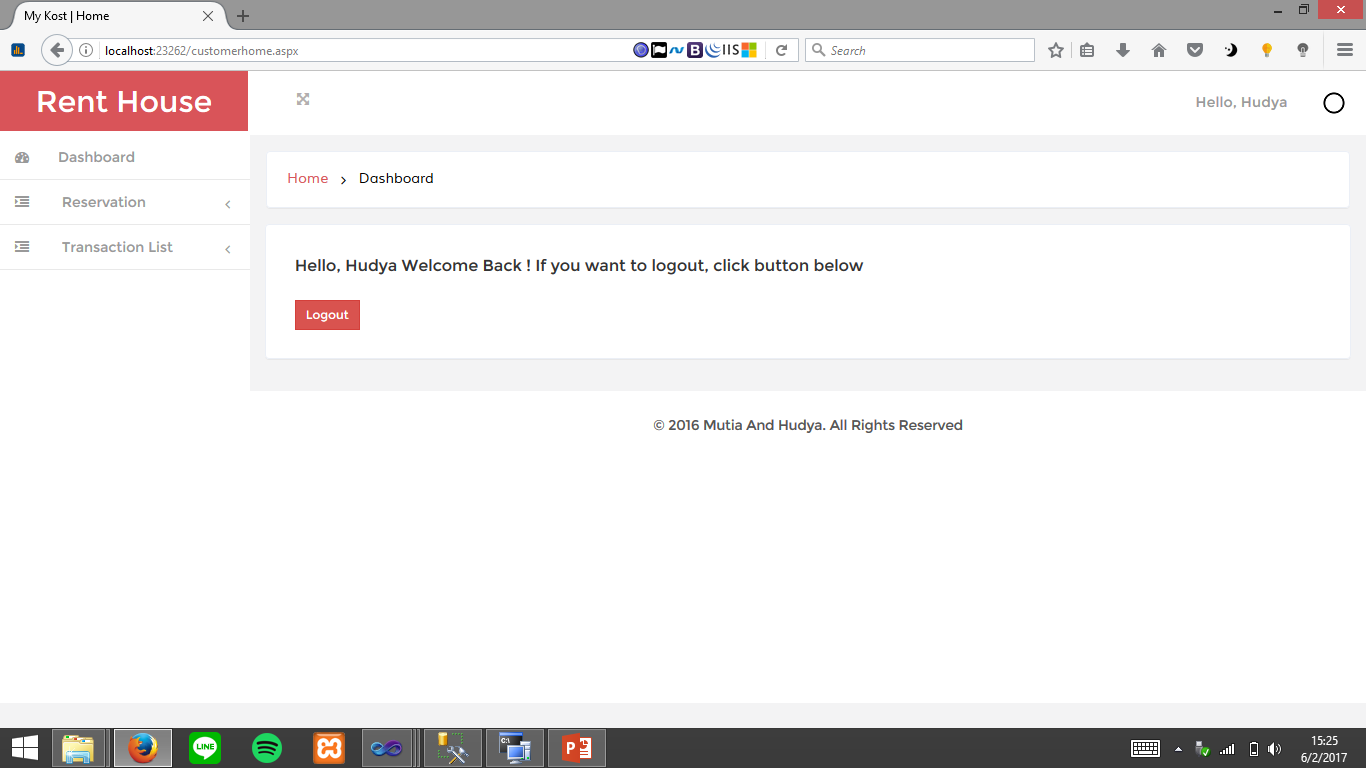 My Kost | Home
localhost:23262/customerhome.aspx
IIS
Search
Rent House
Hello, Hudya
Dashboard
Reservation
Transaction List
Home > Dashboard
Hello, Hudya Welcome Back ! If you want to logout, click button below
Logout
© 2016 Mutia And Hudya. All Rights Reserved
LINE
15:25
6/2/2017